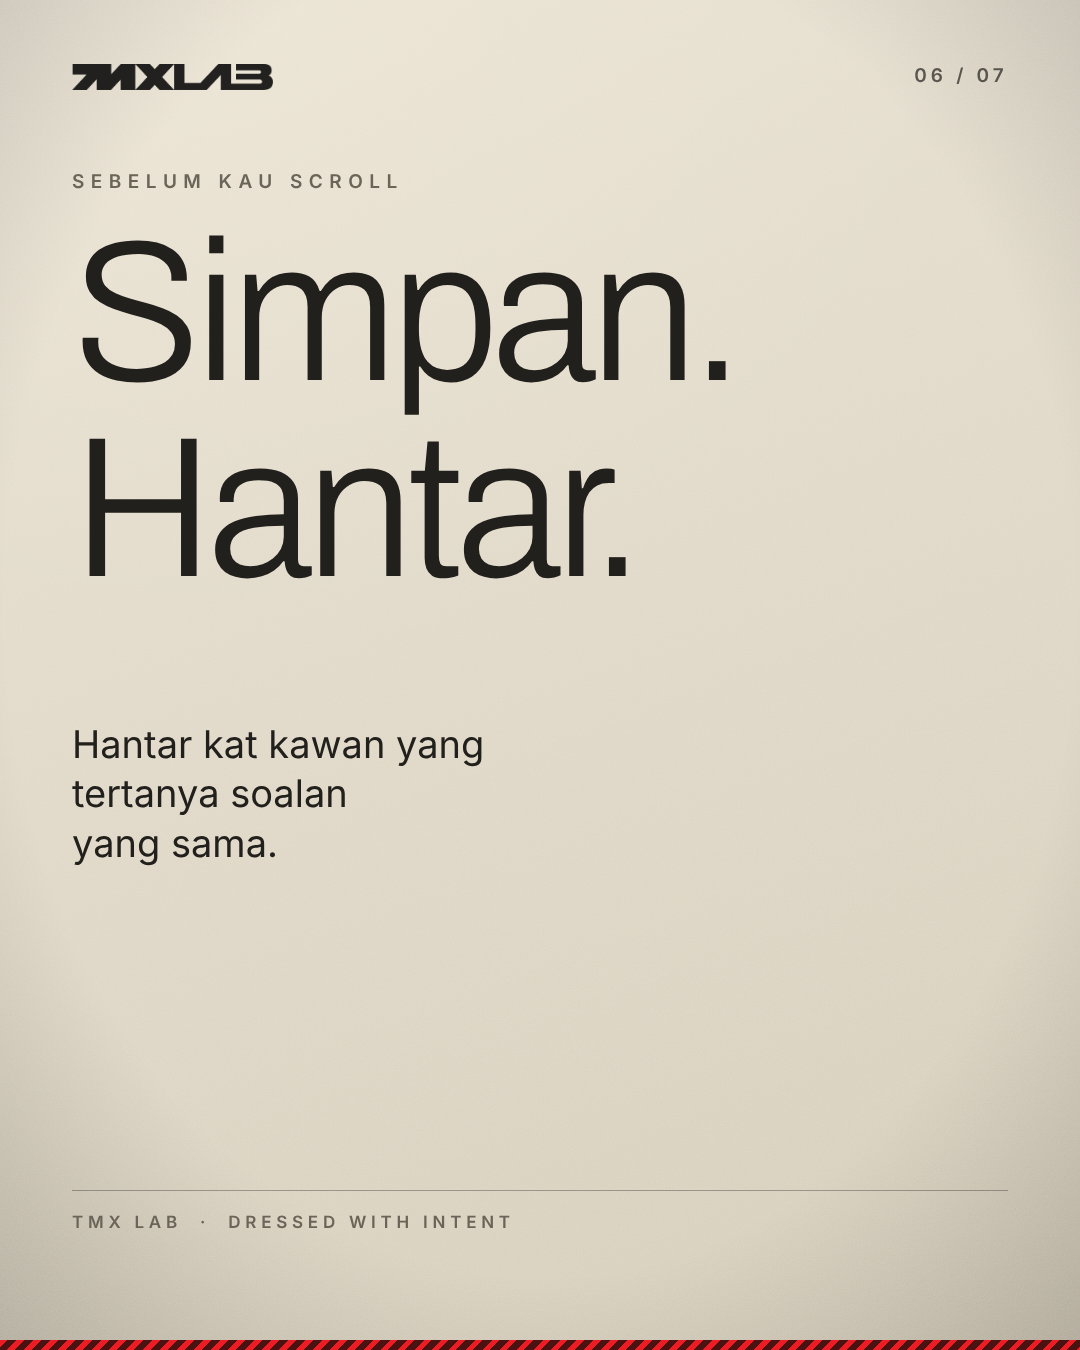 TMXLAB
06 / 07
SEBELUM KAU SCROLL
Simpan.
Hantar.
Hantar kat kawan yang
tertanya soalan
yang sama.
TMX LAB · DRESSED WITH INTENT